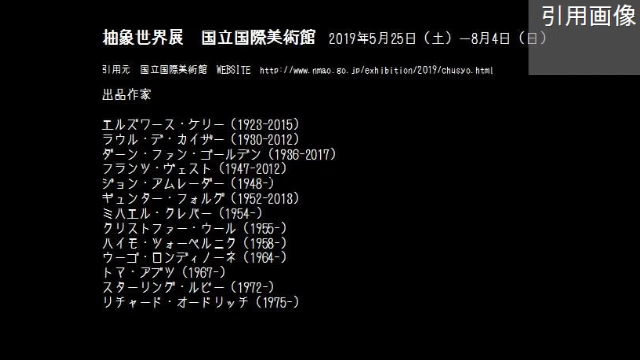 引用画像
抽象世界展　国立国際美術館　2019年5月25日（土）―8月4日（日）
引用元　国立国際美術館　WEBSITE　http://www.nmao.go.jp/exhibition/2019/chusyo.html
出品作家
エルズワース・ケリー（1923-2015）
ラウル・デ・カイザー（1930-2012）
ダーン・ファン・ゴールデン（1936-2017）
フランツ・ヴェスト（1947-2012）
ジョン・アムレーダー（1948-）
ギュンター・フォルグ（1952-2013）
ミハエル・クレバー（1954-）
クリストファー・ウール（1955-）
ハイモ・ツォーベルニク（1958-）
ウーゴ・ロンディノーネ（1964-）
トマ・アブツ（1967-）
スターリング・ルビー（1972-）
リチャード・オードリッチ（1975-）